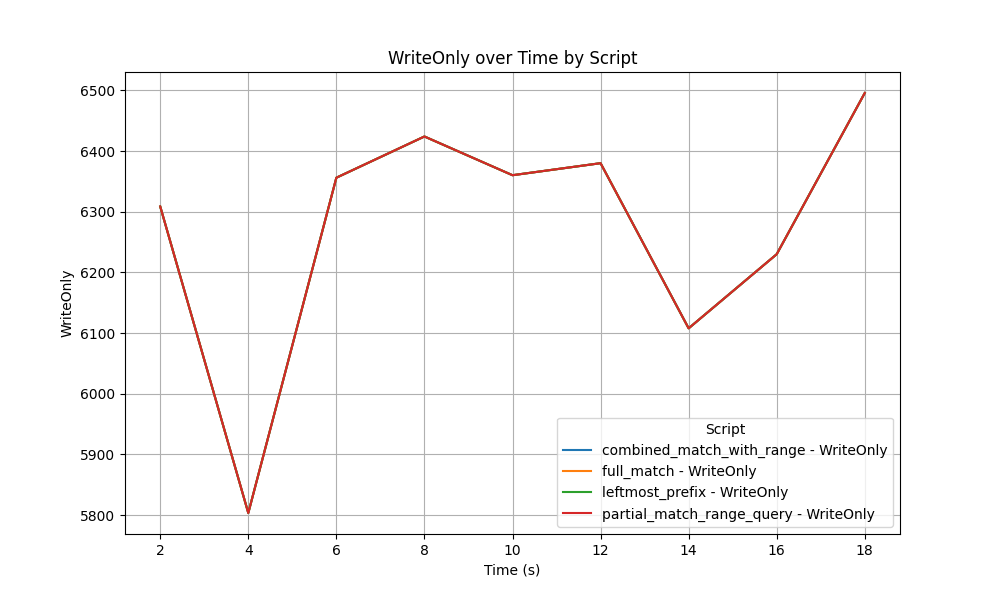 WriteOnly over Time by Script
6500
6400
6300
6200
6100
6000
5900
5800
WriteOnly
2 4 6 8 10 12 14 16 18
Time (s)
Script
combined_match_with_range - WriteOnly
full_match - WriteOnly
leftmost_prefix - WriteOnly
partial_match_range_query - WriteOnly